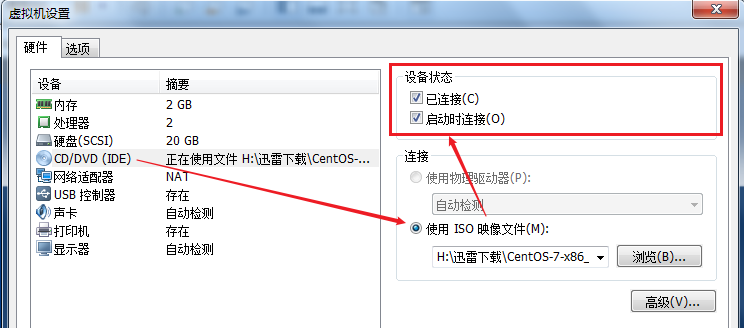 虚拟机设置
硬件 选项
设备 摘要
内存 2 GB
处理器 2
硬盘(SCSI) 20 GB
CD/DVD (IDE) 正在使用文件 H:\迅雷下载\CentOS-...
网络适配器 NAT
USB 控制器 存在
声卡 自动检测
打印机 存在
显示器 自动检测
设备状态
已连接(C)
启动时连接(O)
连接
使用物理驱动器(P):
自动检测
使用 ISO 映像文件(M):
H:\迅雷下载\CentOS-7-x86_ 浏览(B)...
高级(V)...